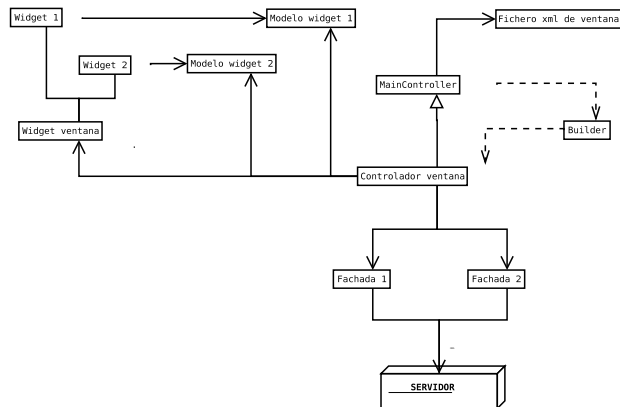 Widget 1
Modelo widget 1
Fichero xml de ventana
Widget 2
Modelo widget 2
MainController
Widget ventana
Builder
Controlador ventana
Fachada 1
Fachada 2
SERVIDOR